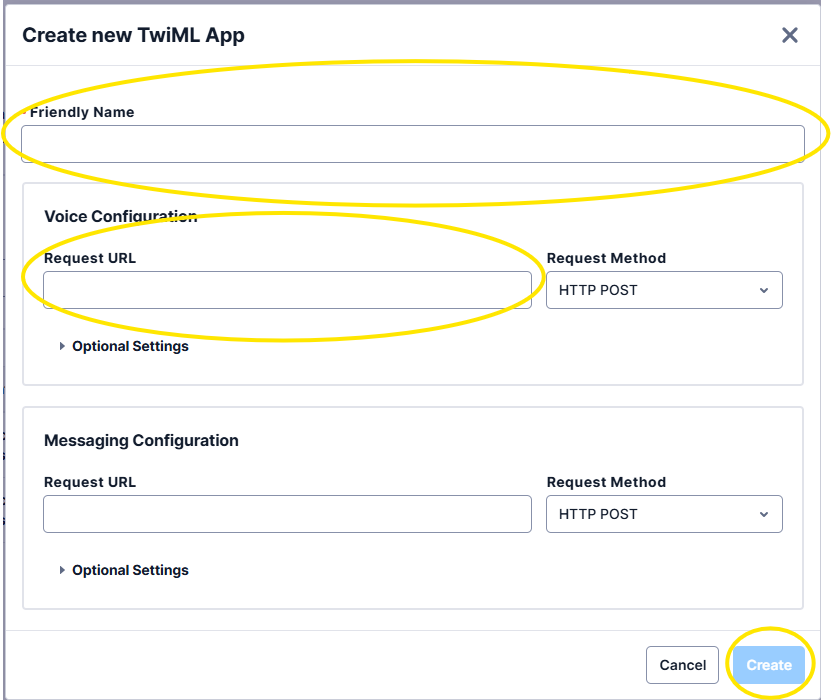 Create new TwiML App
Friendly Name
Voice Configuration
Request URL
Request Method
HTTP POST
Optional Settings
Messaging Configuration
Request URL
Request Method
HTTP POST
Optional Settings
Cancel
Create